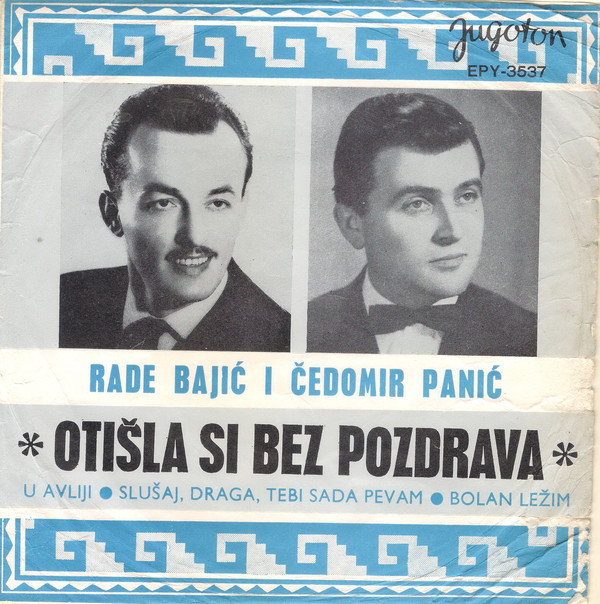 Jugoton
EPY-3537
RADE BAJIĆ I ČEDOMIR PANIĆ
* OTIŠLA SI BEZ POZDRAVA *
U AVLIJI ● SLUŠAJ, DRAGA, TEBI SADA PEVAM ● BOLAN LEŽIM